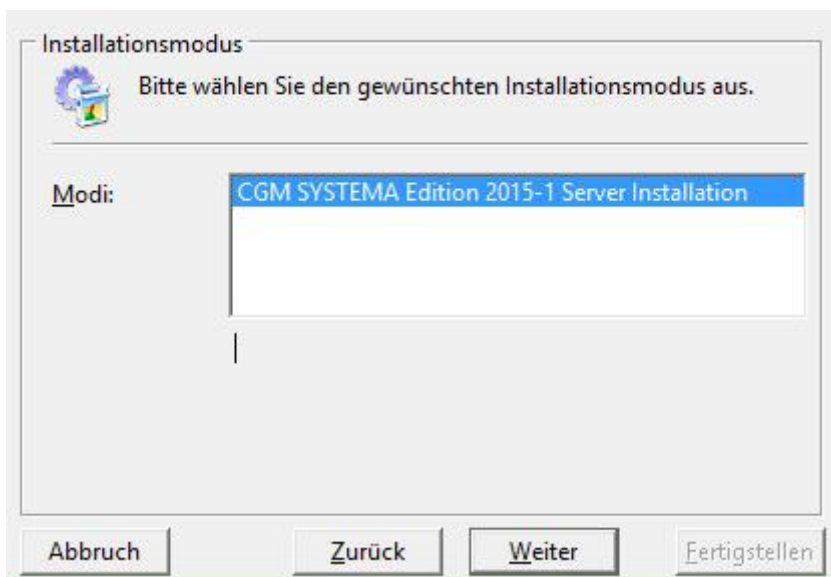 Installationsmodus
Bitte wählen Sie den gewünschten Installationsmodus aus.
Modi:
CGM SYSTEMA Edition 2015-1 Server Installation
Abbruch
Zurück
Weiter
Fertigstellen